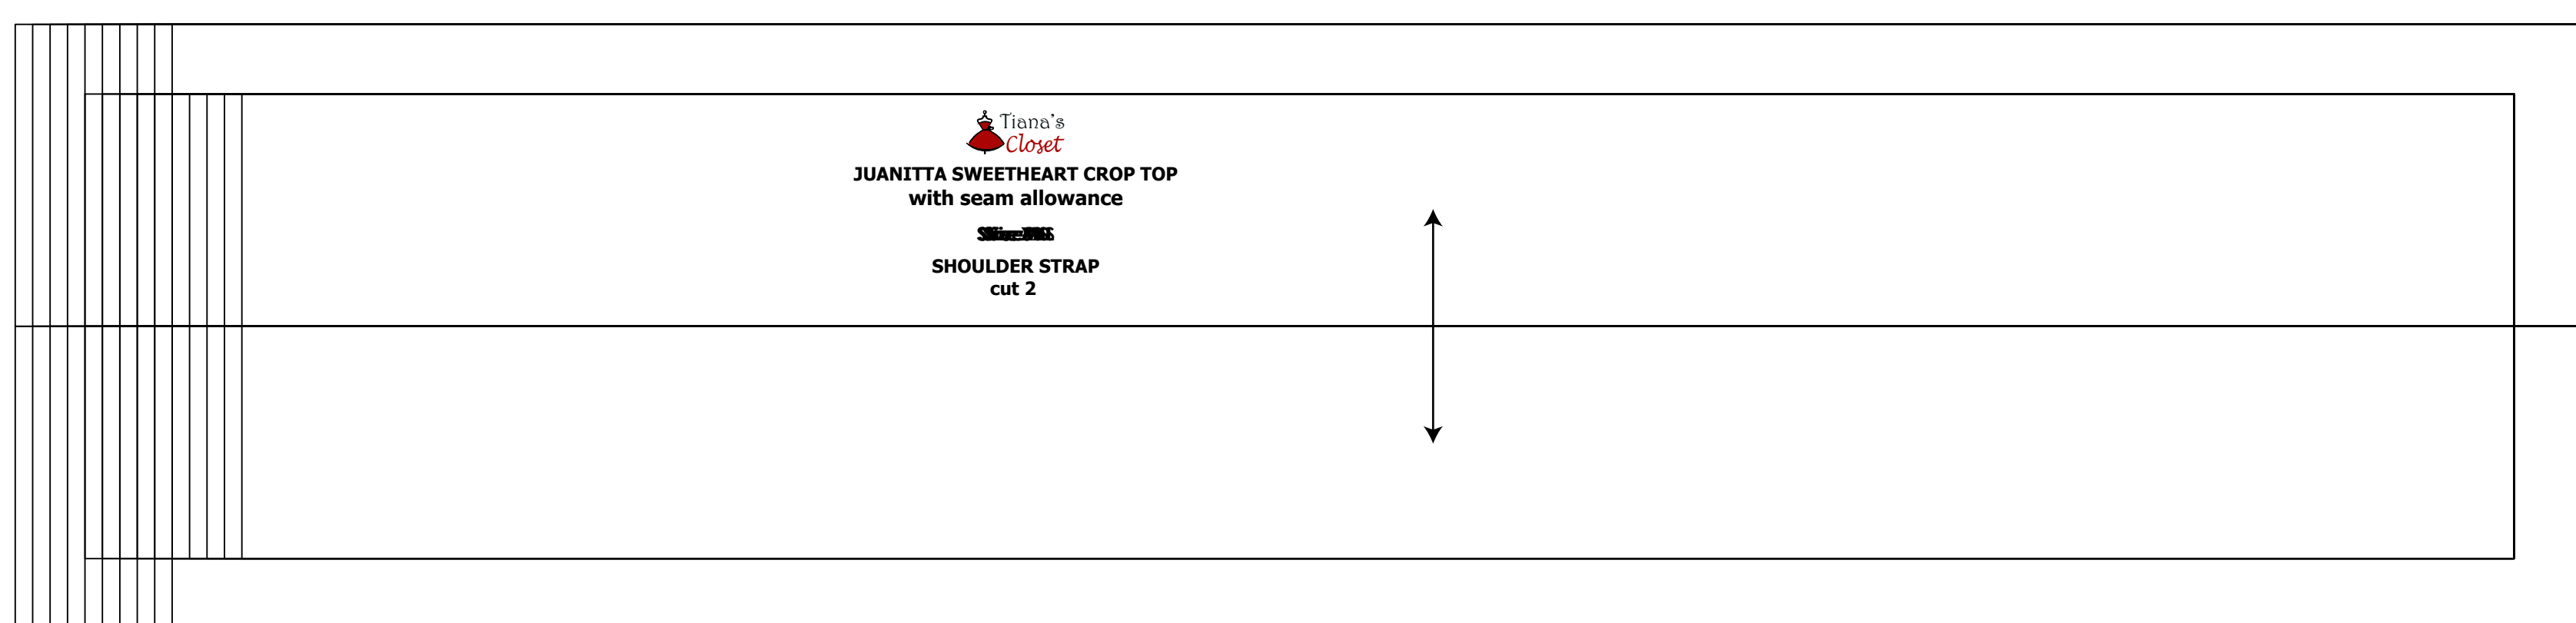 Tiana's
Closet
JUANITTA SWEETHEART CROP TOP
with seam allowance
SHOULDER STRAP
cut 2